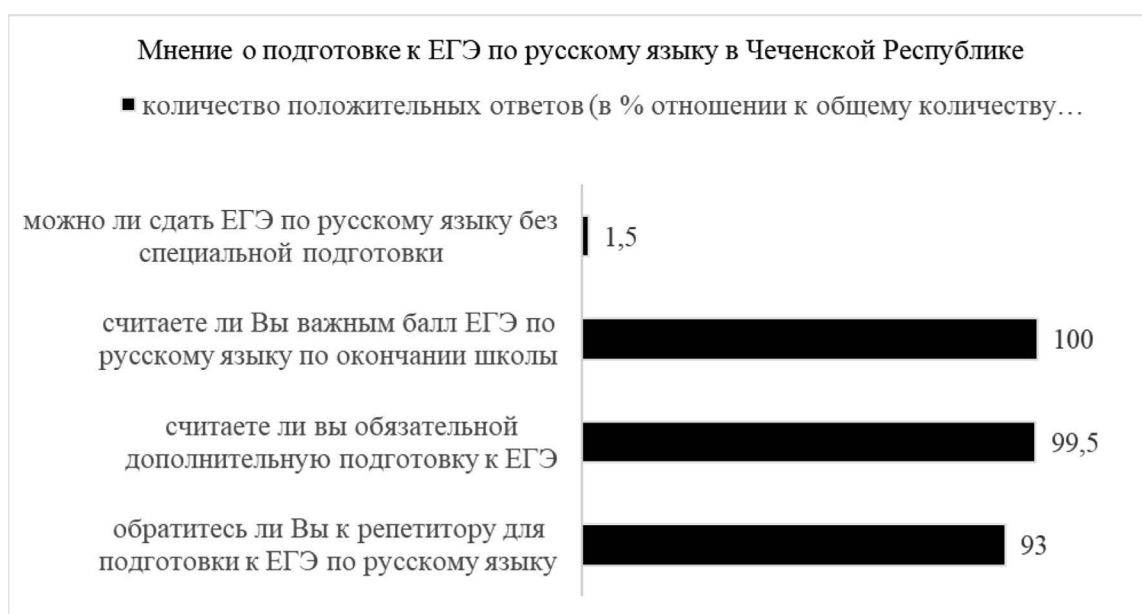 Мнение о подготовке к ЕГЭ по русскому языку в Чеченской Республике
количество положительных ответов (в % отношении к общему количеству…
можно ли сдать ЕГЭ по русскому языку без
специальной подготовки
1,5
считаете ли Вы важным балл ЕГЭ по
русскому языку по окончании школы
100
считаете ли вы обязательной
дополнительную подготовку к ЕГЭ
99,5
обратитесь ли Вы к репетитору для
подготовки к ЕГЭ по русскому языку
93